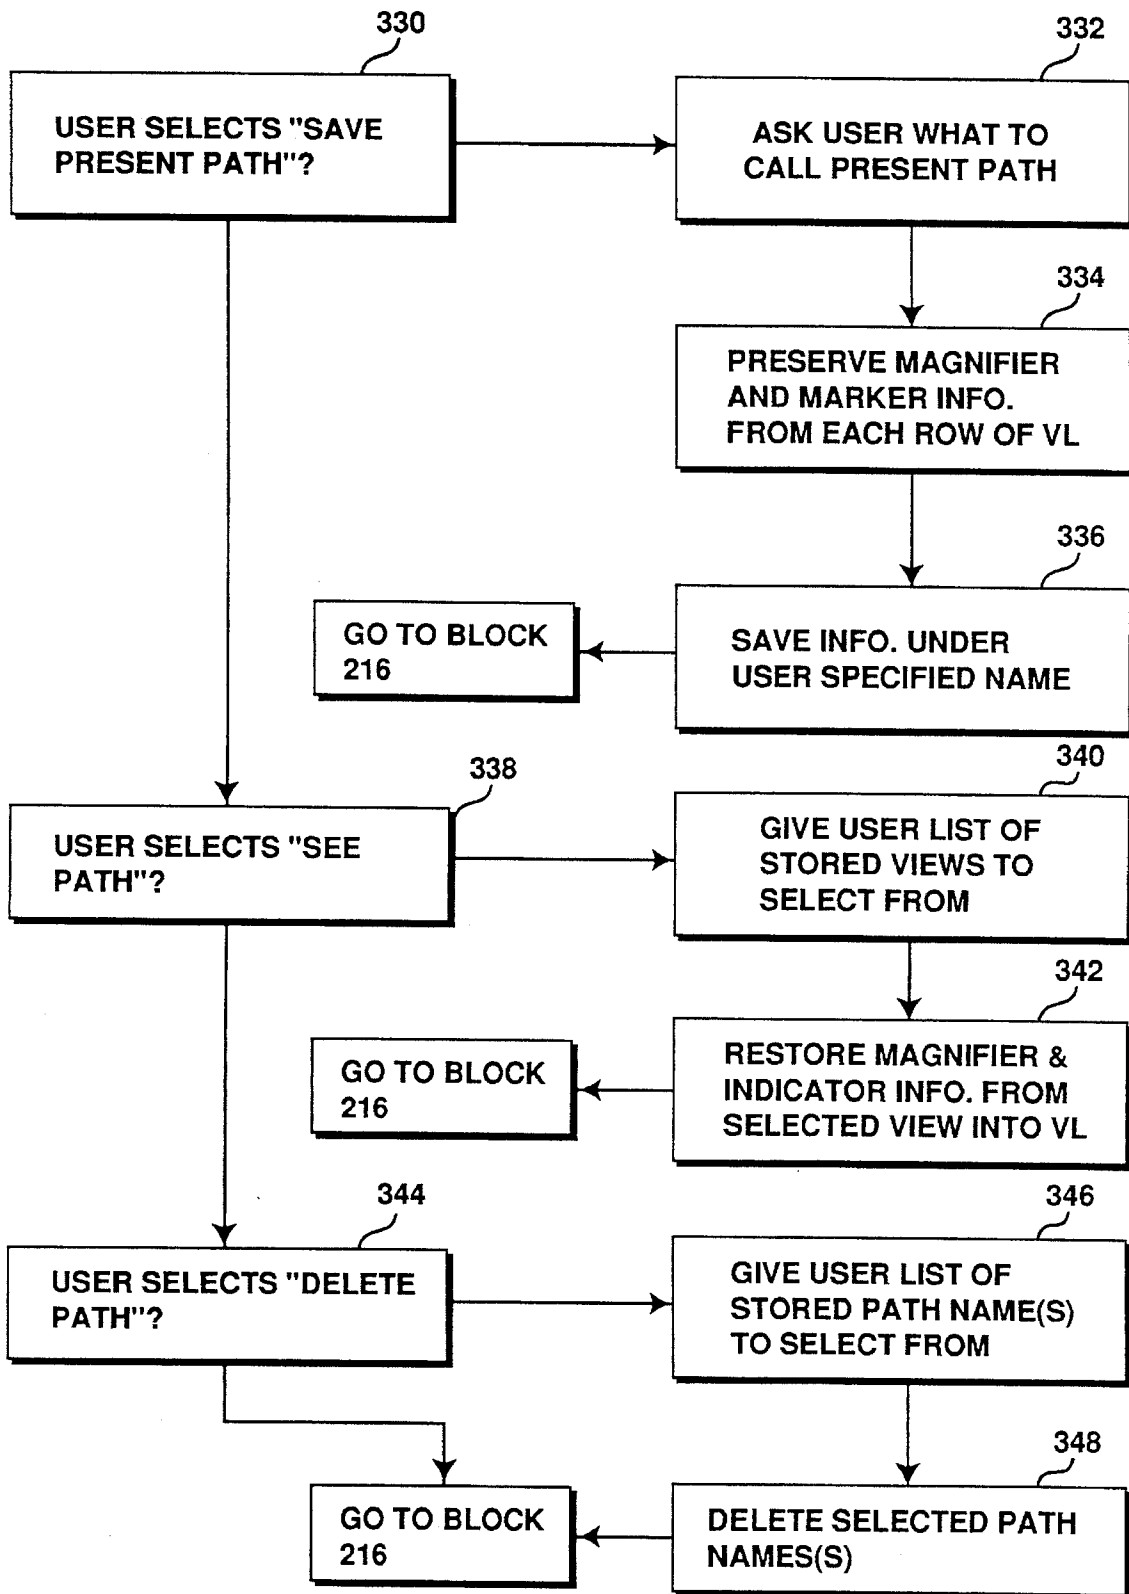 330
USER SELECTS "SAVE
PRESENT PATH"?
332
ASK USER WHAT TO
CALL PRESENT PATH
334
PRESERVE MAGNIFIER
AND MARKER INFO.
FROM EACH ROW OF VL
336
SAVE INFO. UNDER
USER SPECIFIED NAME
GO TO BLOCK
216
338
USER SELECTS "SEE
PATH"?
340
GIVE USER LIST OF
STORED VIEWS TO
SELECT FROM
342
RESTORE MAGNIFIER &
INDICATOR INFO. FROM
SELECTED VIEW INTO VL
GO TO BLOCK
216
344
USER SELECTS "DELETE
PATH"?
346
GIVE USER LIST OF
STORED PATH NAME(S)
TO SELECT FROM
348
DELETE SELECTED PATH
NAMES(S)
GO TO BLOCK
216